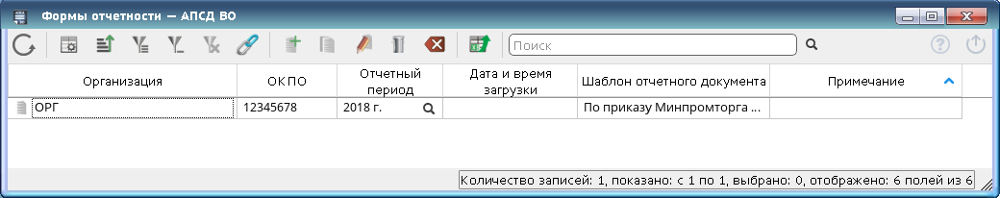 Формы отчетности — АПСД ВО
Поиск
Организация
ОКПО
Отчетный
период
Дата и время
загрузки
Шаблон отчетного документа
Примечание
ОРГ
12345678
2018 г.
По приказу Минпромторга ...
Количество записей: 1, показано: с 1 по 1, выбрано: 0, отображено: 6 полей из 6